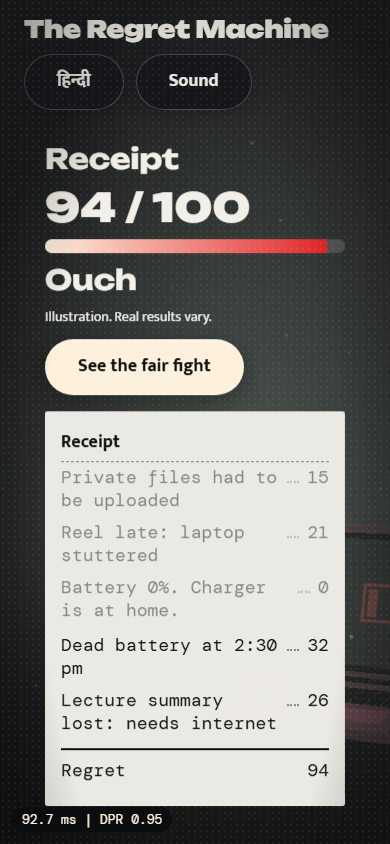 The Regret Machine
हिन्दी
Sound
Receipt
94 / 100
Ouch
Illustration. Real results vary.
See the fair fight
Receipt
Private files had to .... 15
be uploaded
Reel late: laptop .... 21
stuttered
Battery 0%. Charger .... 0
is at home.
Dead battery at 2:30 .... 32
pm
Lecture summary .... 26
lost: needs internet
Regret 94
92.7 ms | DPR 0.95